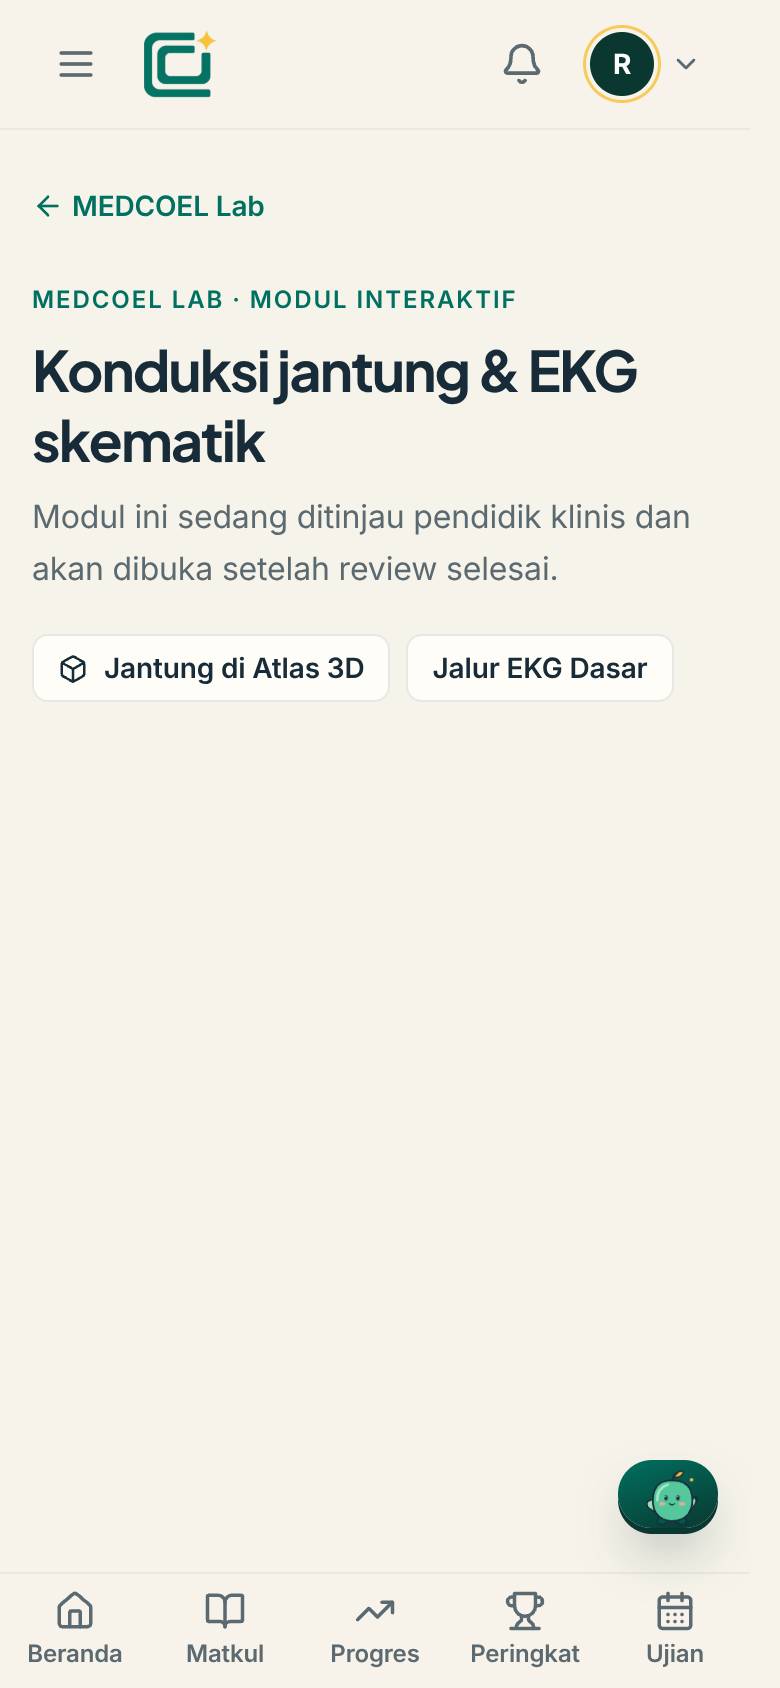 R
MEDCOEL Lab
MEDCOEL LAB · MODUL INTERAKTIF
Konduksi jantung & EKG
skematik
Modul ini sedang ditinjau pendidik klinis dan
akan dibuka setelah review selesai.
Jantung di Atlas 3D
Jalur EKG Dasar
Beranda
Matkul
Progres
Peringkat
Ujian